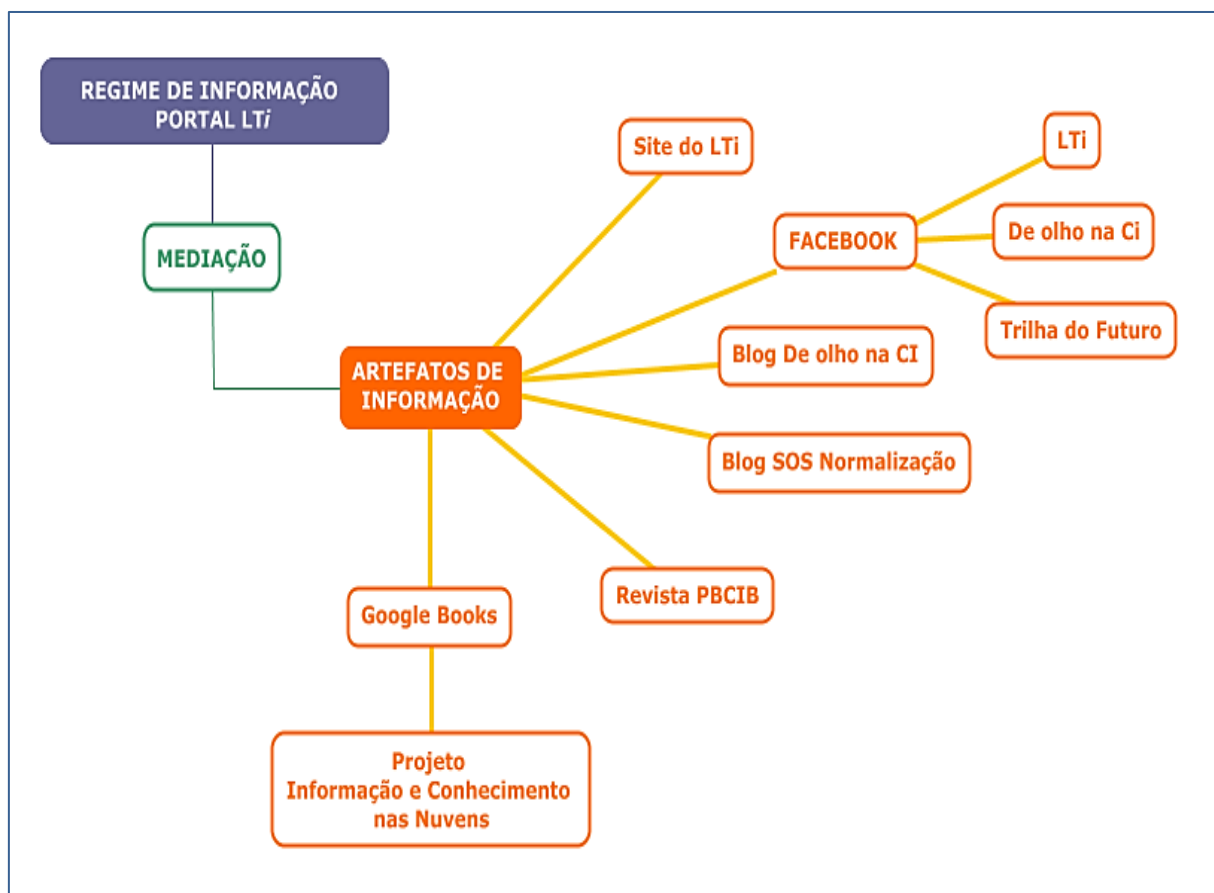 REGIME DE INFORMAÇÃO
PORTAL LTi
MEDIAÇÃO
ARTEFATOS DE
INFORMAÇÃO
Site do LTi
FACEBOOK
LTi
De olho na Ci
Trilha do Futuro
Blog De olho na CI
Blog SOS Normalização
Revista PBCIB
Google Books
Projeto
Informação e Conhecimento
nas Nuvens